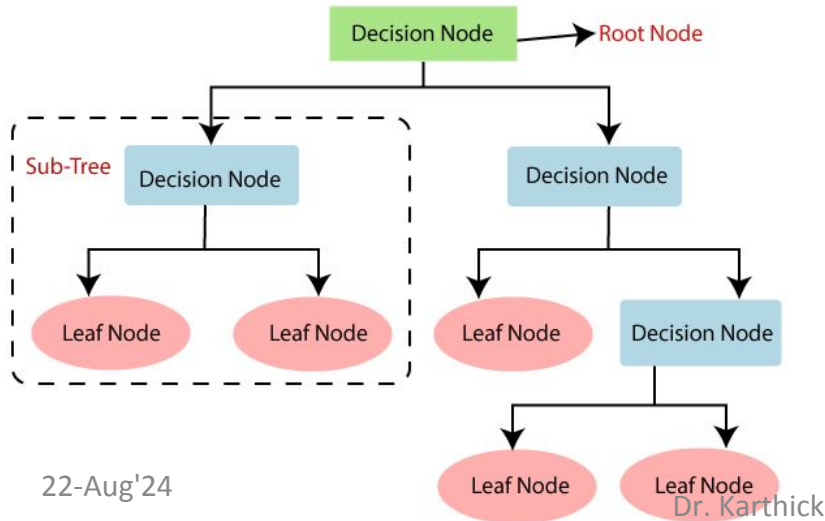 Decision Node
Root Node
Sub-Tree
Decision Node
Decision Node
Leaf Node
Leaf Node
Leaf Node
Decision Node
Leaf Node
Leaf Node
22-Aug'24
Dr. Karthick